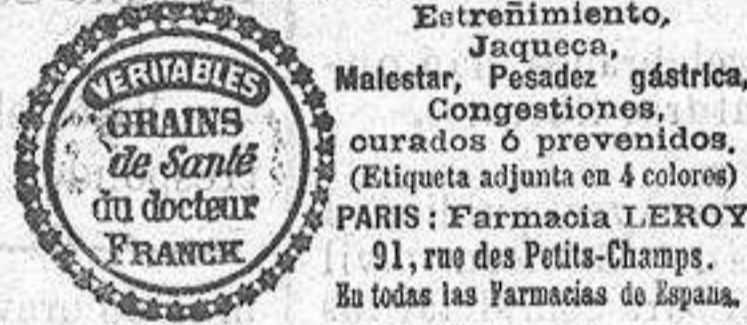 VERITABLES
GRAINS
de Santé
du docteur
FRANCK
Estreñimiento,
Jaqueca,
Malestar, Pesadez gástrica,
Congestiones,
curados ó prevenidos.
(Etiqueta adjunta en 4 colores)
PARIS: Farmacia LEROY
91, rue des Petits-Champs.
En todas las Farmacias de España.